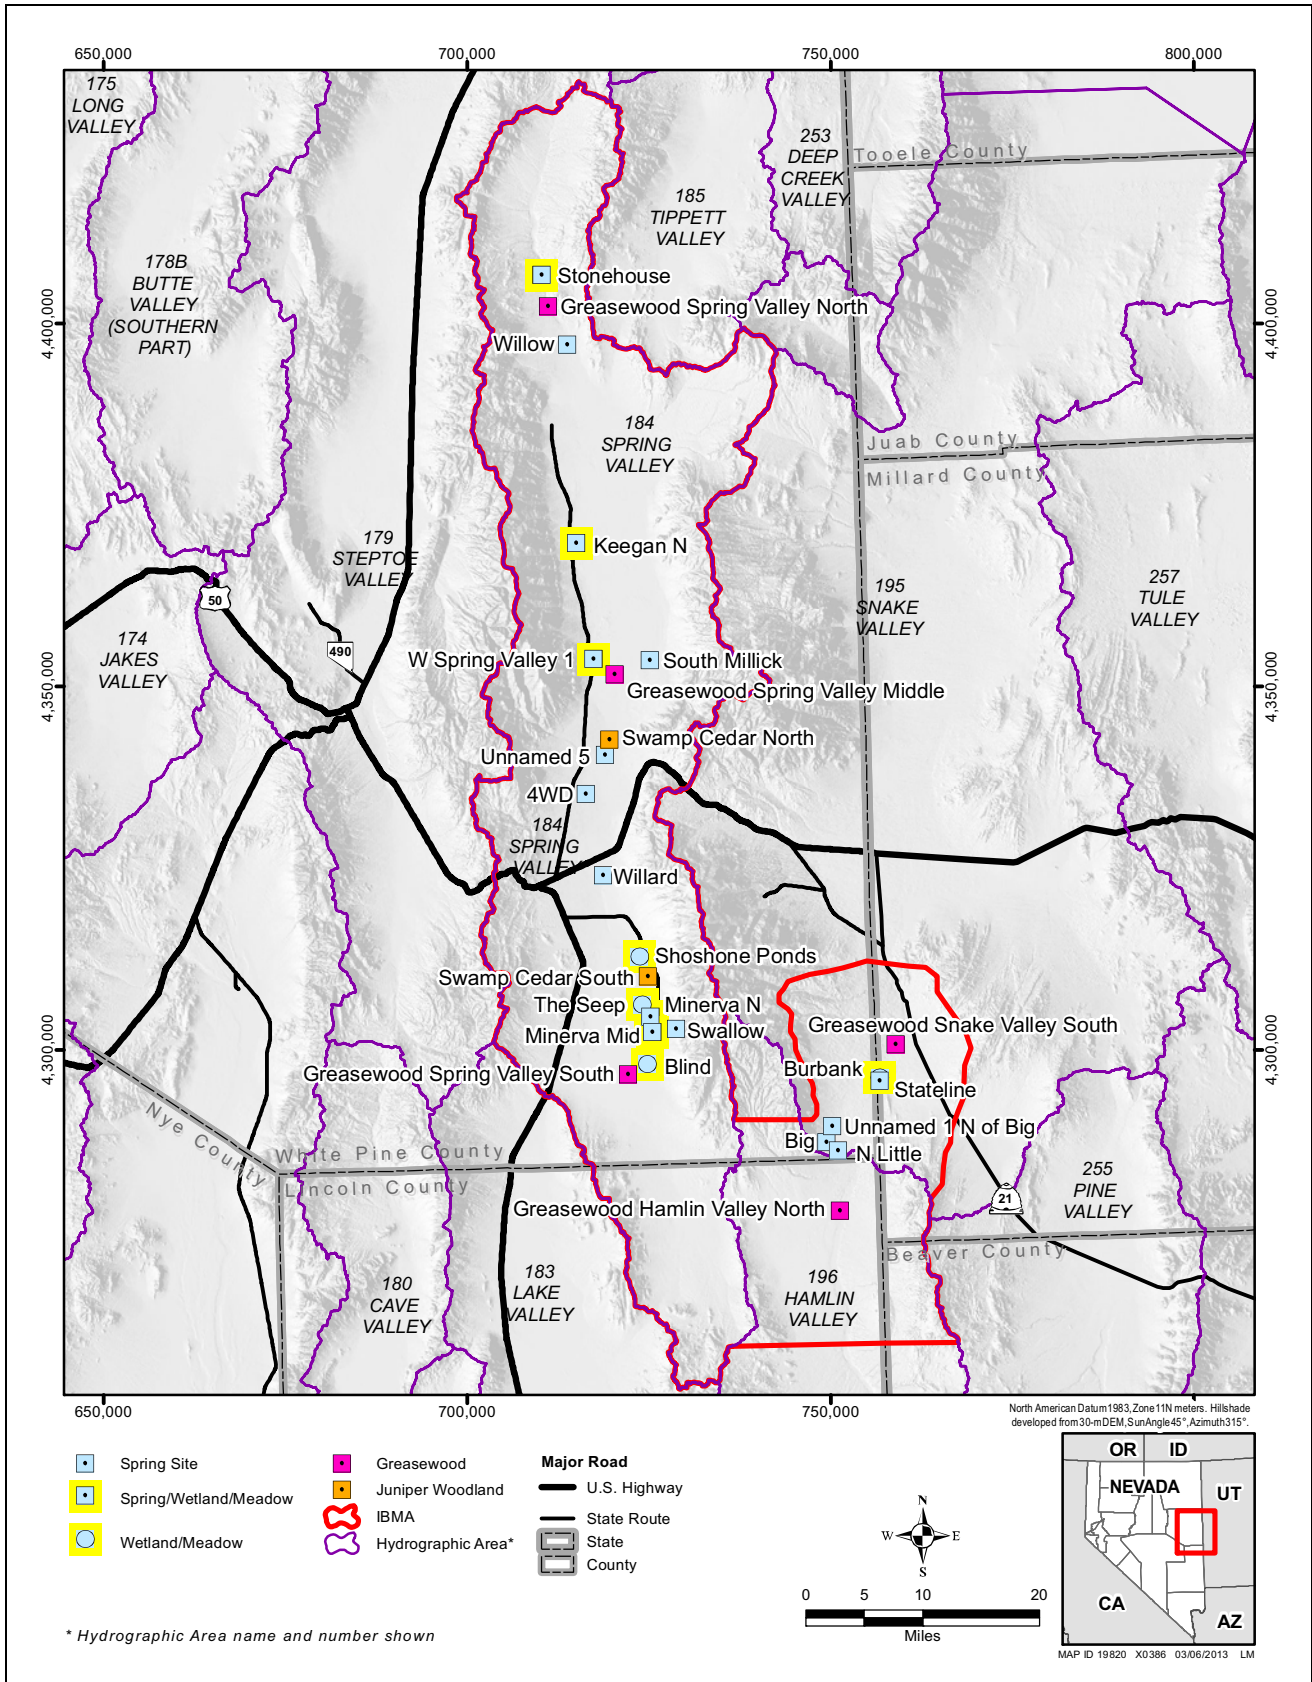 650,000
700,000
750,000
800,000
175
LONG
VALLEY
253
DEEP
CREEK
VALLEY
Tooele County
185
TIPPETT
VALLEY
178B
BUTTE
VALLEY
(SOUTHERN
PART)
Stonehouse
Greasewood Spring Valley North
Willow
4,400,000
4,400,000
184
SPRING
VALLEY
Juab County
Millard County
179
STEPTOE
VALLEY
Keegan N
50
195
SNAKE
VALLEY
257
TULE
VALLEY
174
JAKES
VALLEY
490
W Spring Valley 1
South Millick
Greasewood Spring Valley Middle
4,350,000
4,350,000
Swamp Cedar North
Unnamed 5
4WD
184
SPRING
VALLEY
Willard
Shoshone Ponds
Swamp Cedar South
The Seep
Minerva N
Minerva Mid
Swallow
Greasewood Snake Valley South
4,300,000
4,300,000
Blind
Greasewood Spring Valley South
Burbank
Stateline
Unnamed 1 N of Big
Big
N Little
Nye County
White Pine County
Lincoln County
255
PINE
VALLEY
21
Greasewood Hamlin Valley North
Beaver County
180
CAVE
VALLEY
183
LAKE
VALLEY
196
HAMLIN
VALLEY
650,000
700,000
750,000
North American Datum 1983, Zone 11N meters. Hillshade
developed from 30-m DEM, Sun Angle 45°, Azimuth 315°.
Spring Site
Spring/Wetland/Meadow
Wetland/Meadow
Greasewood
Juniper Woodland
IBMA
Hydrographic Area*
Major Road
U.S. Highway
State Route
State
County
N
W
E
S
0
5
10
20
Miles
OR
ID
NEVADA
UT
CA
AZ
* Hydrographic Area name and number shown
MAP ID 19820 X0386 03/06/2013 LM